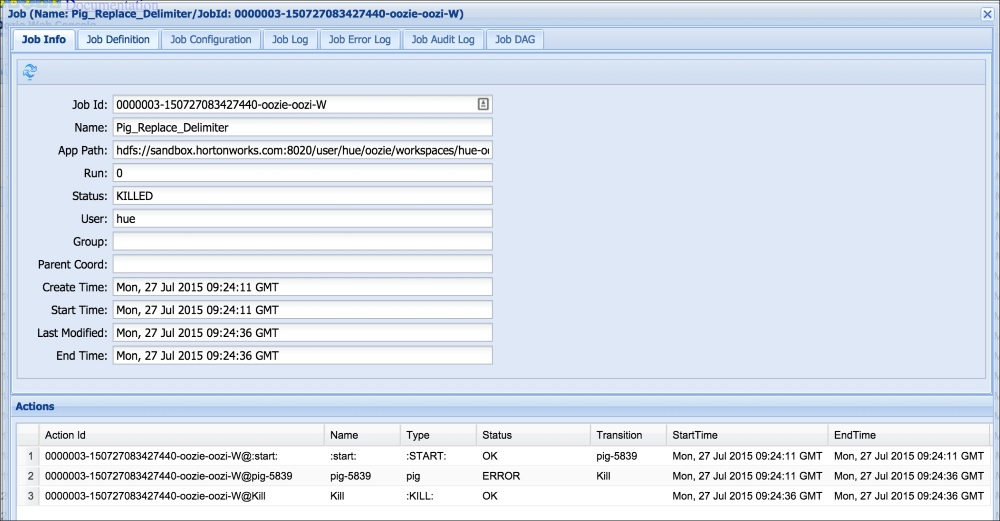 Documentation
Job (Name: Pig_Replace_Delimiter/JobId: 0000003-150727083427440-oozie-oozi-W)
Job Info Job Definition Job Configuration Job Log Job Error Log Job Audit Log Job DAG
Job Id: 0000003-150727083427440-oozie-oozi-W
Name: Pig_Replace_Delimiter
App Path: hdfs://sandbox.hortonworks.com:8020/user/hue/oozie/workspaces/hue-o
Run: 0
Status: KILLED
User: hue
Group:
Parent Coord:
Create Time: Mon, 27 Jul 2015 09:24:11 GMT
Start Time: Mon, 27 Jul 2015 09:24:11 GMT
Last Modified: Mon, 27 Jul 2015 09:24:36 GMT
End Time: Mon, 27 Jul 2015 09:24:36 GMT
Actions
Action Id Name Type Status Transition StartTime EndTime
1 0000003-150727083427440-oozie-oozi-W@:start: :start: :START: OK pig-5839 Mon, 27 Jul 2015 09:24:11 GMT Mon, 27 Jul 2015 09:24:11 GMT
2 0000003-150727083427440-oozie-oozi-W@pig-5839 pig-5839 pig ERROR Kill Mon, 27 Jul 2015 09:24:11 GMT Mon, 27 Jul 2015 09:24:36 GMT
3 0000003-150727083427440-oozie-oozi-W@Kill Kill :KILL: OK Mon, 27 Jul 2015 09:24:36 GMT Mon, 27 Jul 2015 09:24:36 GMT